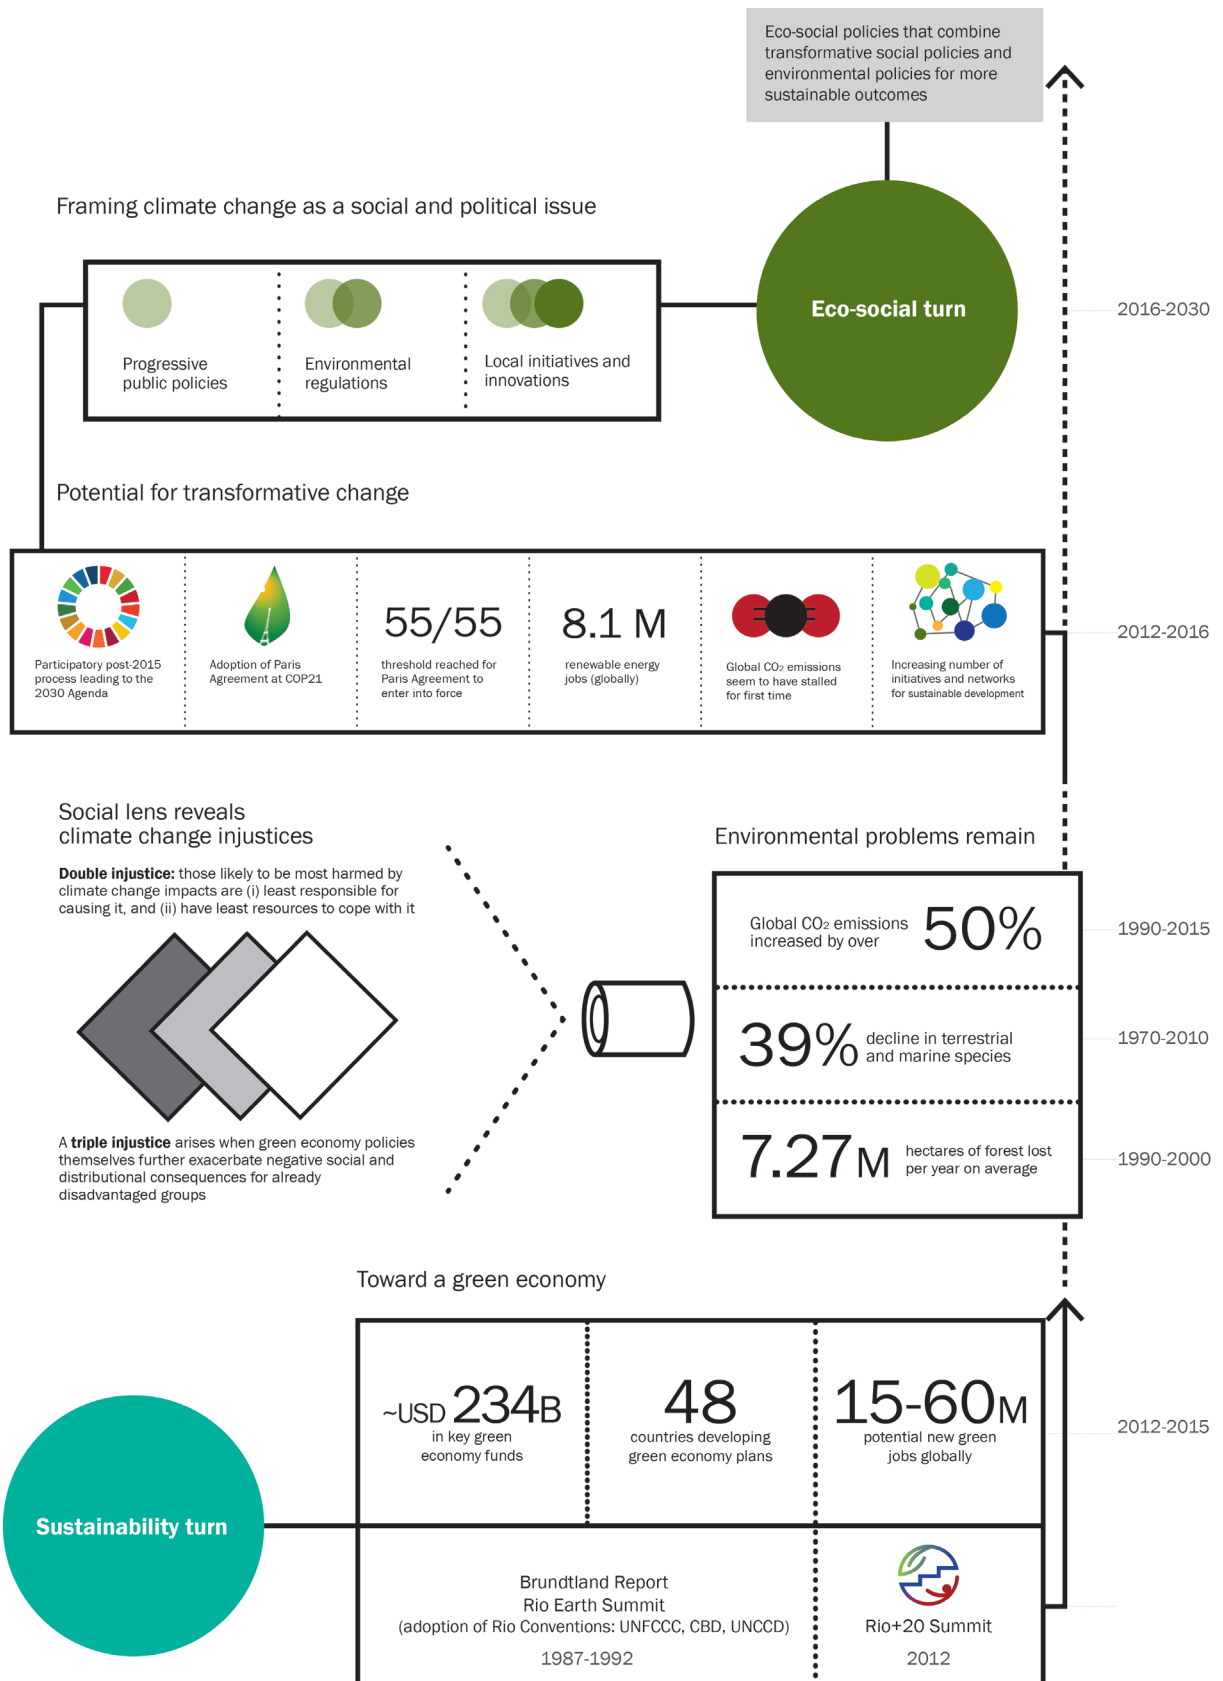 Eco-social policies that combine
transformative social policies and
environmental policies for more
sustainable outcomes
Framing climate change as a social and political issue
Progressive
public policies
Environmental
regulations
Local initiatives and
innovations
Eco-social turn
2016-2030
Potential for transformative change
Participatory post-2015
process leading to the
2030 Agenda
Adoption of Paris
Agreement at COP21
55/55
threshold reached for
Paris Agreement to
enter into force
8.1 M
renewable energy
jobs (globally)
Global CO₂ emissions
seem to have stalled
for first time
Increasing number of
initiatives and networks
for sustainable development
2012-2016
Social lens reveals
climate change injustices
Double injustice: those likely to be most harmed by
climate change impacts are (i) least responsible for
causing it, and (ii) have least resources to cope with it
A triple injustice arises when green economy policies
themselves further exacerbate negative social and
distributional consequences for already
disadvantaged groups
Environmental problems remain
Global CO₂ emissions
increased by over
50%
1990-2015
39%
decline in terrestrial
and marine species
1970-2010
7.27M
hectares of forest lost
per year on average
1990-2000
Toward a green economy
~USD 234B
in key green
economy funds
48
countries developing
green economy plans
15-60M
potential new green
jobs globally
2012-2015
Sustainability turn
Brundtland Report
Rio Earth Summit
(adoption of Rio Conventions: UNFCCC, CBD, UNCCD)
1987-1992
Rio+20 Summit
2012